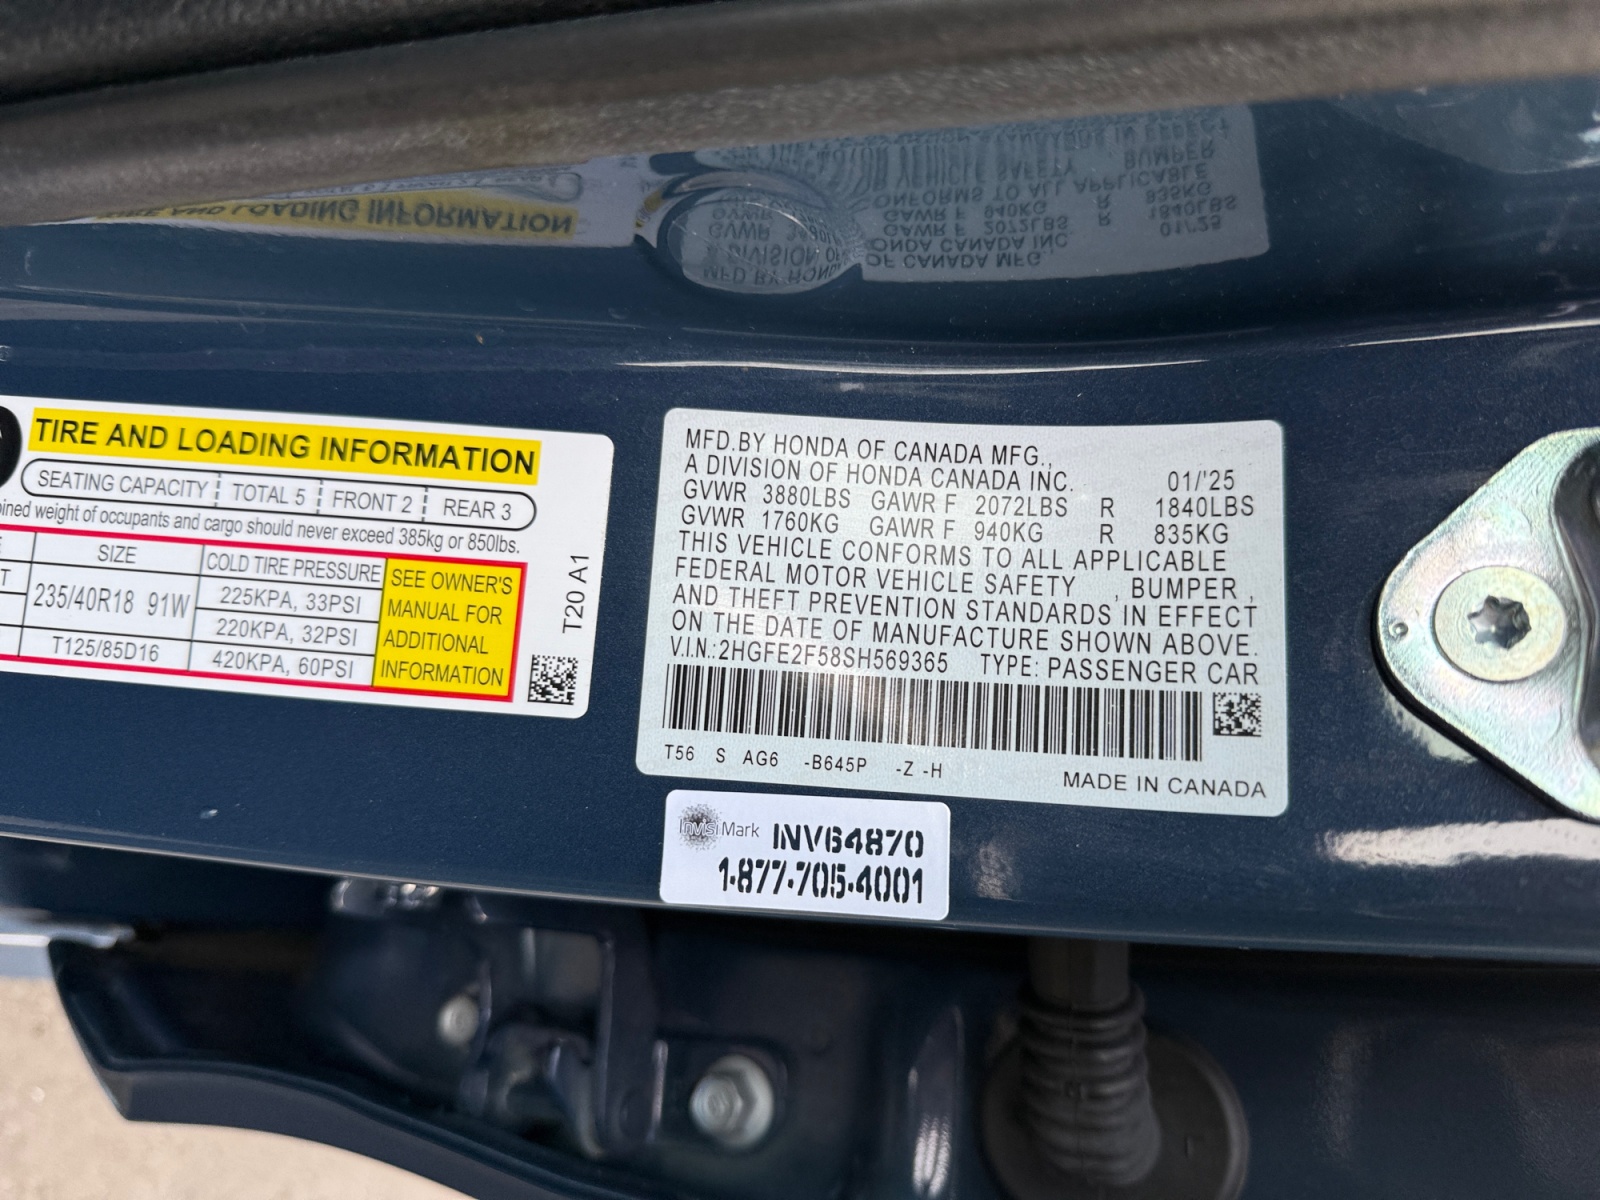 TIRE AND LOADING INFORMATION
SEATING CAPACITY TOTAL 5 FRONT 2 REAR 3
weight of occupants and cargo should never exceed 385kg or 850lbs.
SIZE COLD TIRE PRESSURE SEE OWNER'S
225KPA, 33PSI MANUAL FOR
235/40R18 91W
220KPA, 32PSI ADDITIONAL
T125/85D16 420KPA, 60PSI INFORMATION
T20 A1
MFD.BY HONDA OF CANADA MFG.,
A DIVISION OF HONDA CANADA INC. 01/'25
GVWR 3880LBS GAWR F 2072LBS R 1840LBS
GVWR 1760KG GAWR F 940KG R 835KG
THIS VEHICLE CONFORMS TO ALL APPLICABLE
FEDERAL MOTOR VEHICLE SAFETY , BUMPER ,
AND THEFT PREVENTION STANDARDS IN EFFECT
ON THE DATE OF MANUFACTURE SHOWN ABOVE.
V.I.N.:2HGFE2F58SH569365 TYPE: PASSENGER CAR
T56 S AG6 -B645P -Z -H
MADE IN CANADA
InvisiMark INV64870
1-877-705-4001